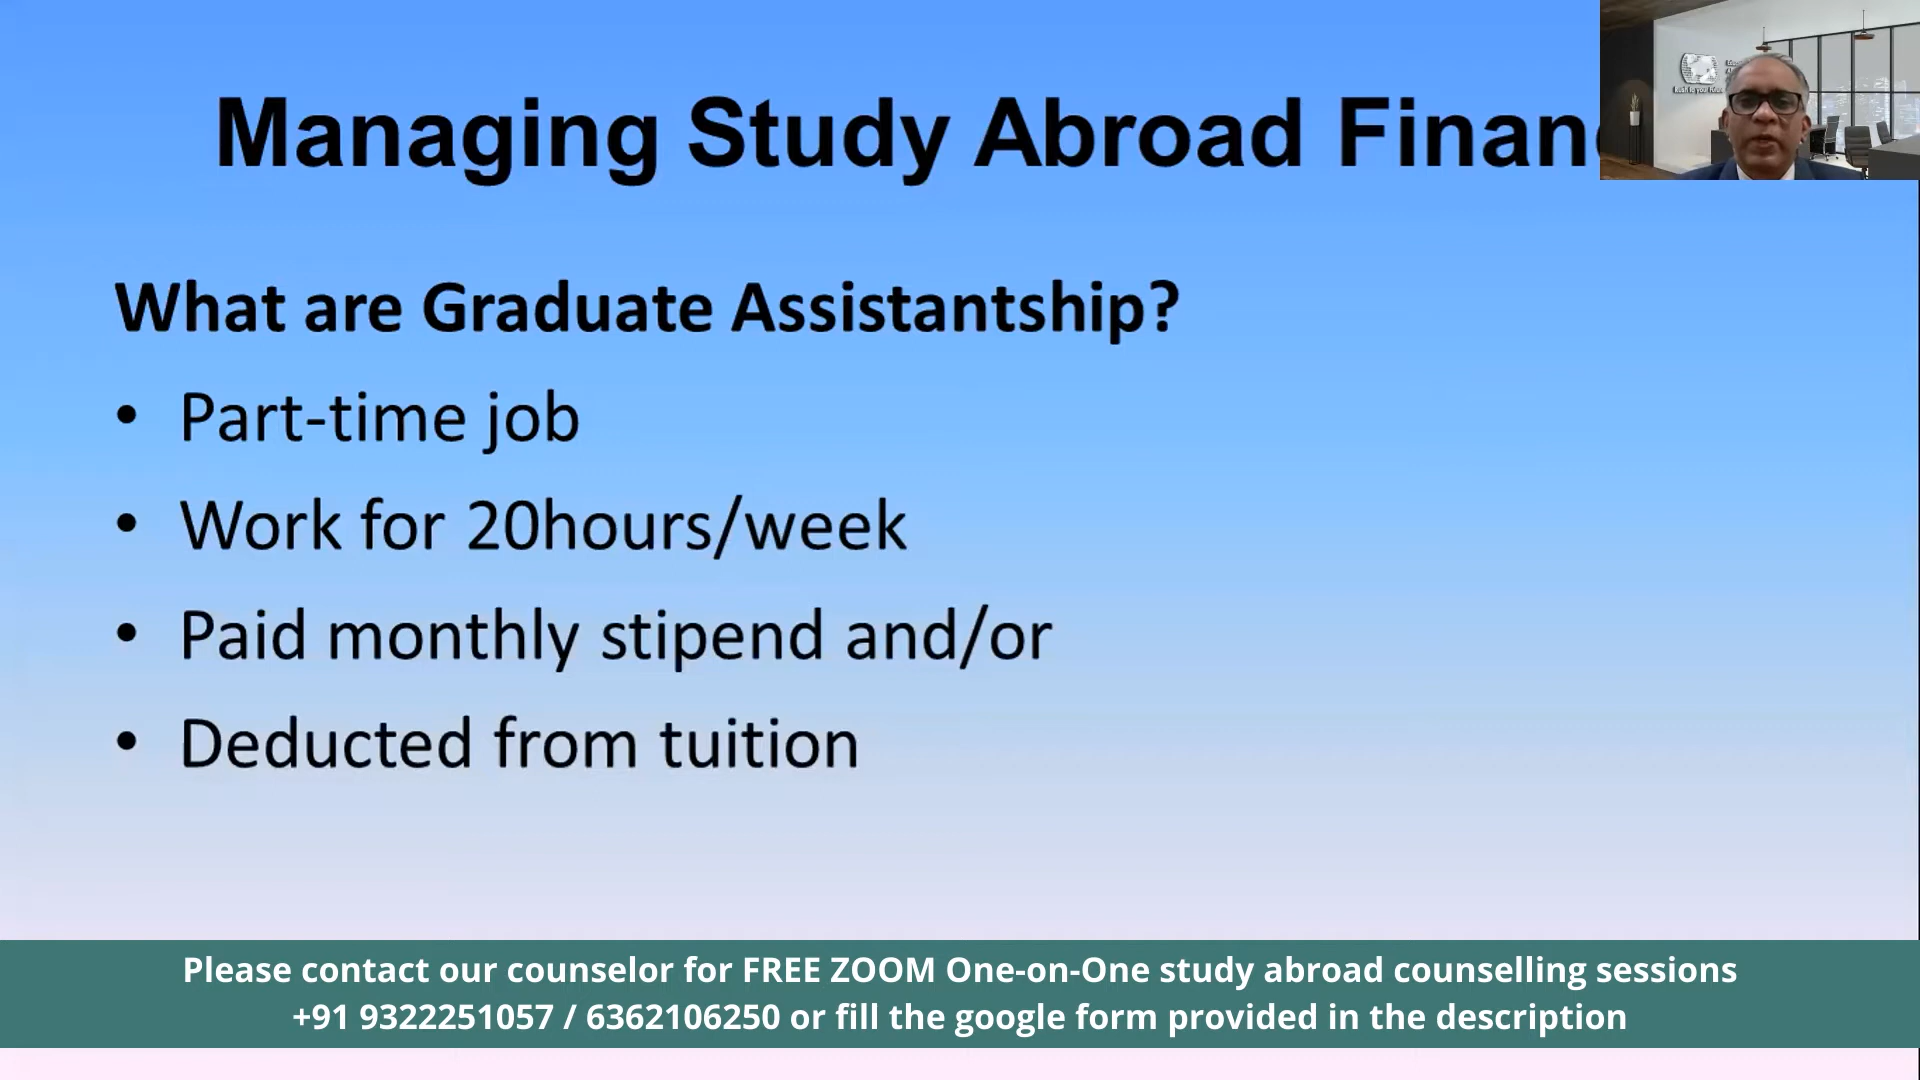 Managing Study Abroad Finan
What are Graduate Assistantship?
• Part-time job
• Work for 20hours/week
• Paid monthly stipend and/or
• Deducted from tuition
Please contact our counselor for FREE ZOOM One-on-One study abroad counselling sessions
+91 9322251057 / 6362106250 or fill the google form provided in the description